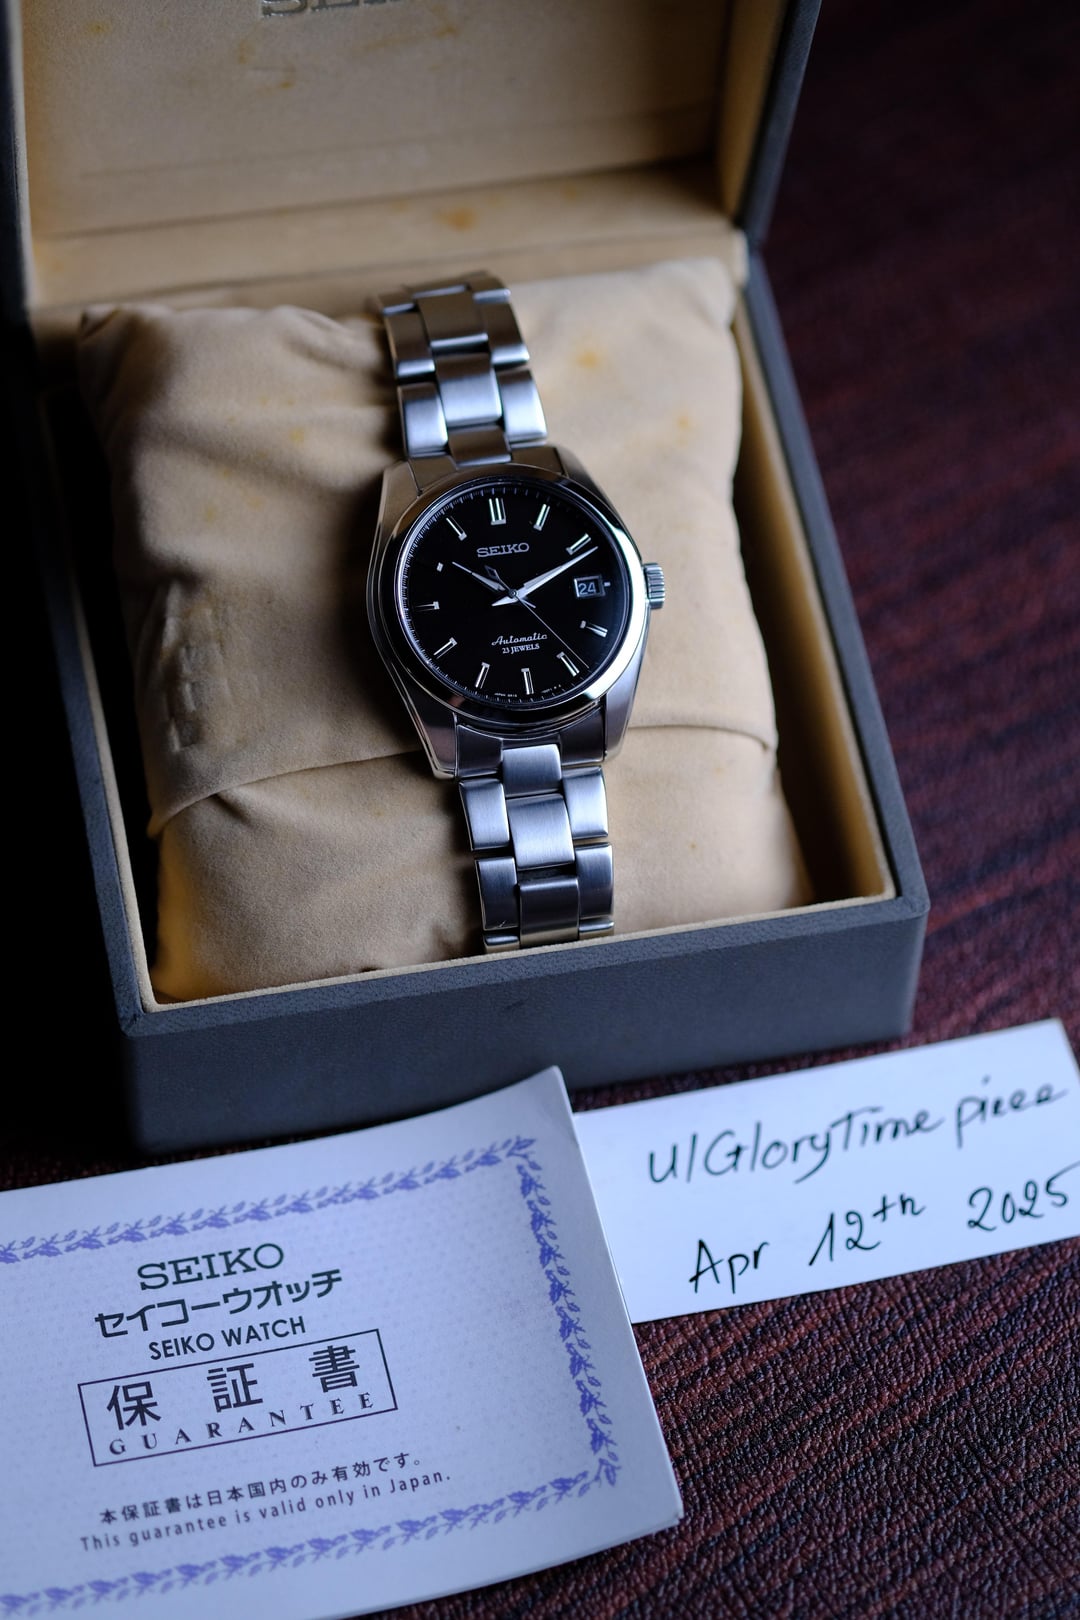 SEIKO
SEIKO
24
Automatic
23 JEWELS
u/GloryTimepiece
Apr 12th 2025
SEIKO
セイコーウオッチ
SEIKO WATCH
保証書
GUARANTEE
本保証書は日本国内のみ有効です。
This guarantee is valid only in Japan.